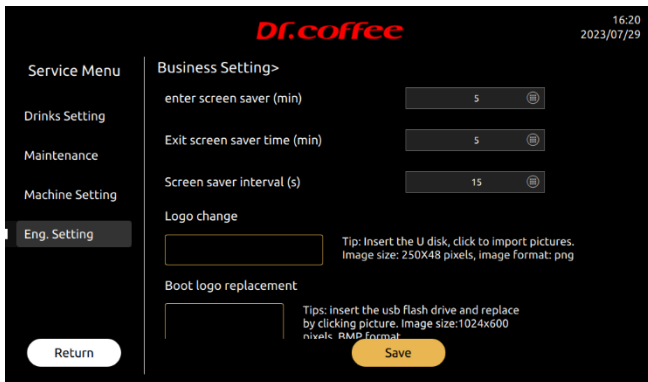 Dr.coffee
16:20
2023/07/29
Service Menu
Drinks Setting
Maintenance
Machine Setting
Eng. Setting
Return
Business Setting>
enter screen saver (min)
5
Exit screen saver time (min)
5
Screen saver interval (s)
15
Logo change
Tip: Insert the U disk, click to import pictures.
Image size: 250X48 pixels, image format: png
Boot logo replacement
Tips: insert the usb flash drive and replace
by clicking picture. Image size:1024x600
pixels, BMP format
Save